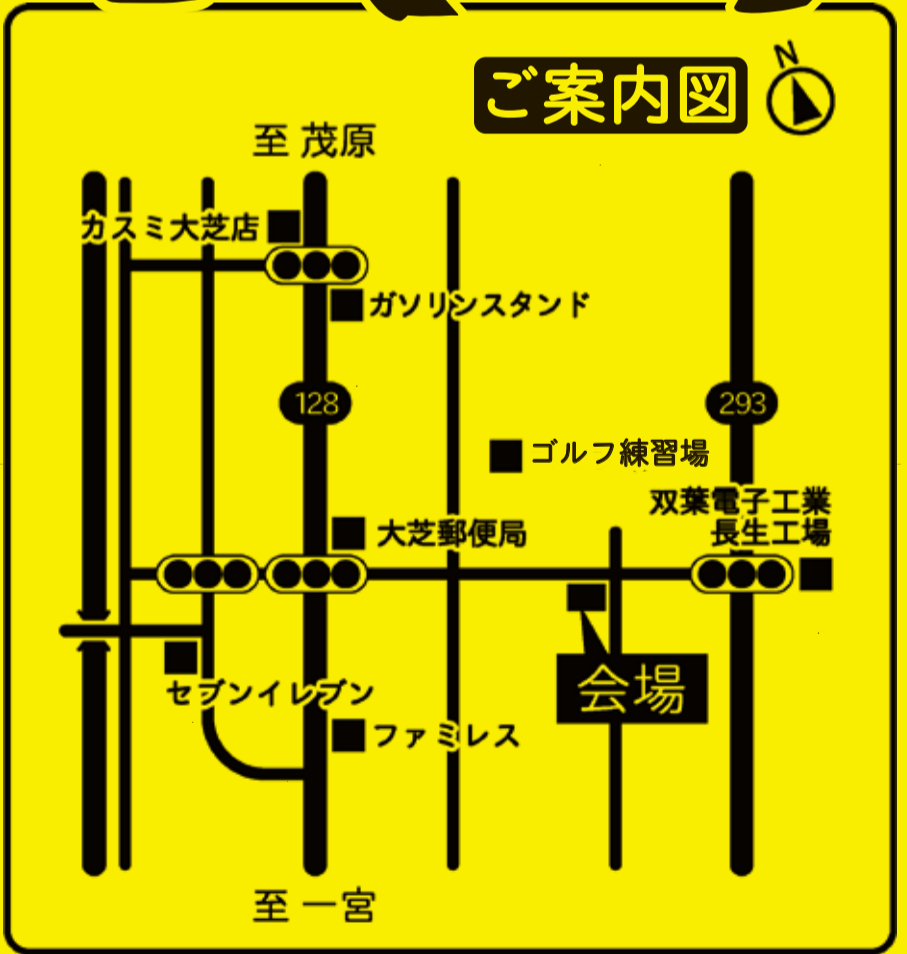 ご案内図
N
至 茂原
カスミ大芝店
ガソリンスタンド
128
293
ゴルフ練習場
双葉電子工業
長生工場
大芝郵便局
会場
セブンイレブン
ファミレス
至 一宮